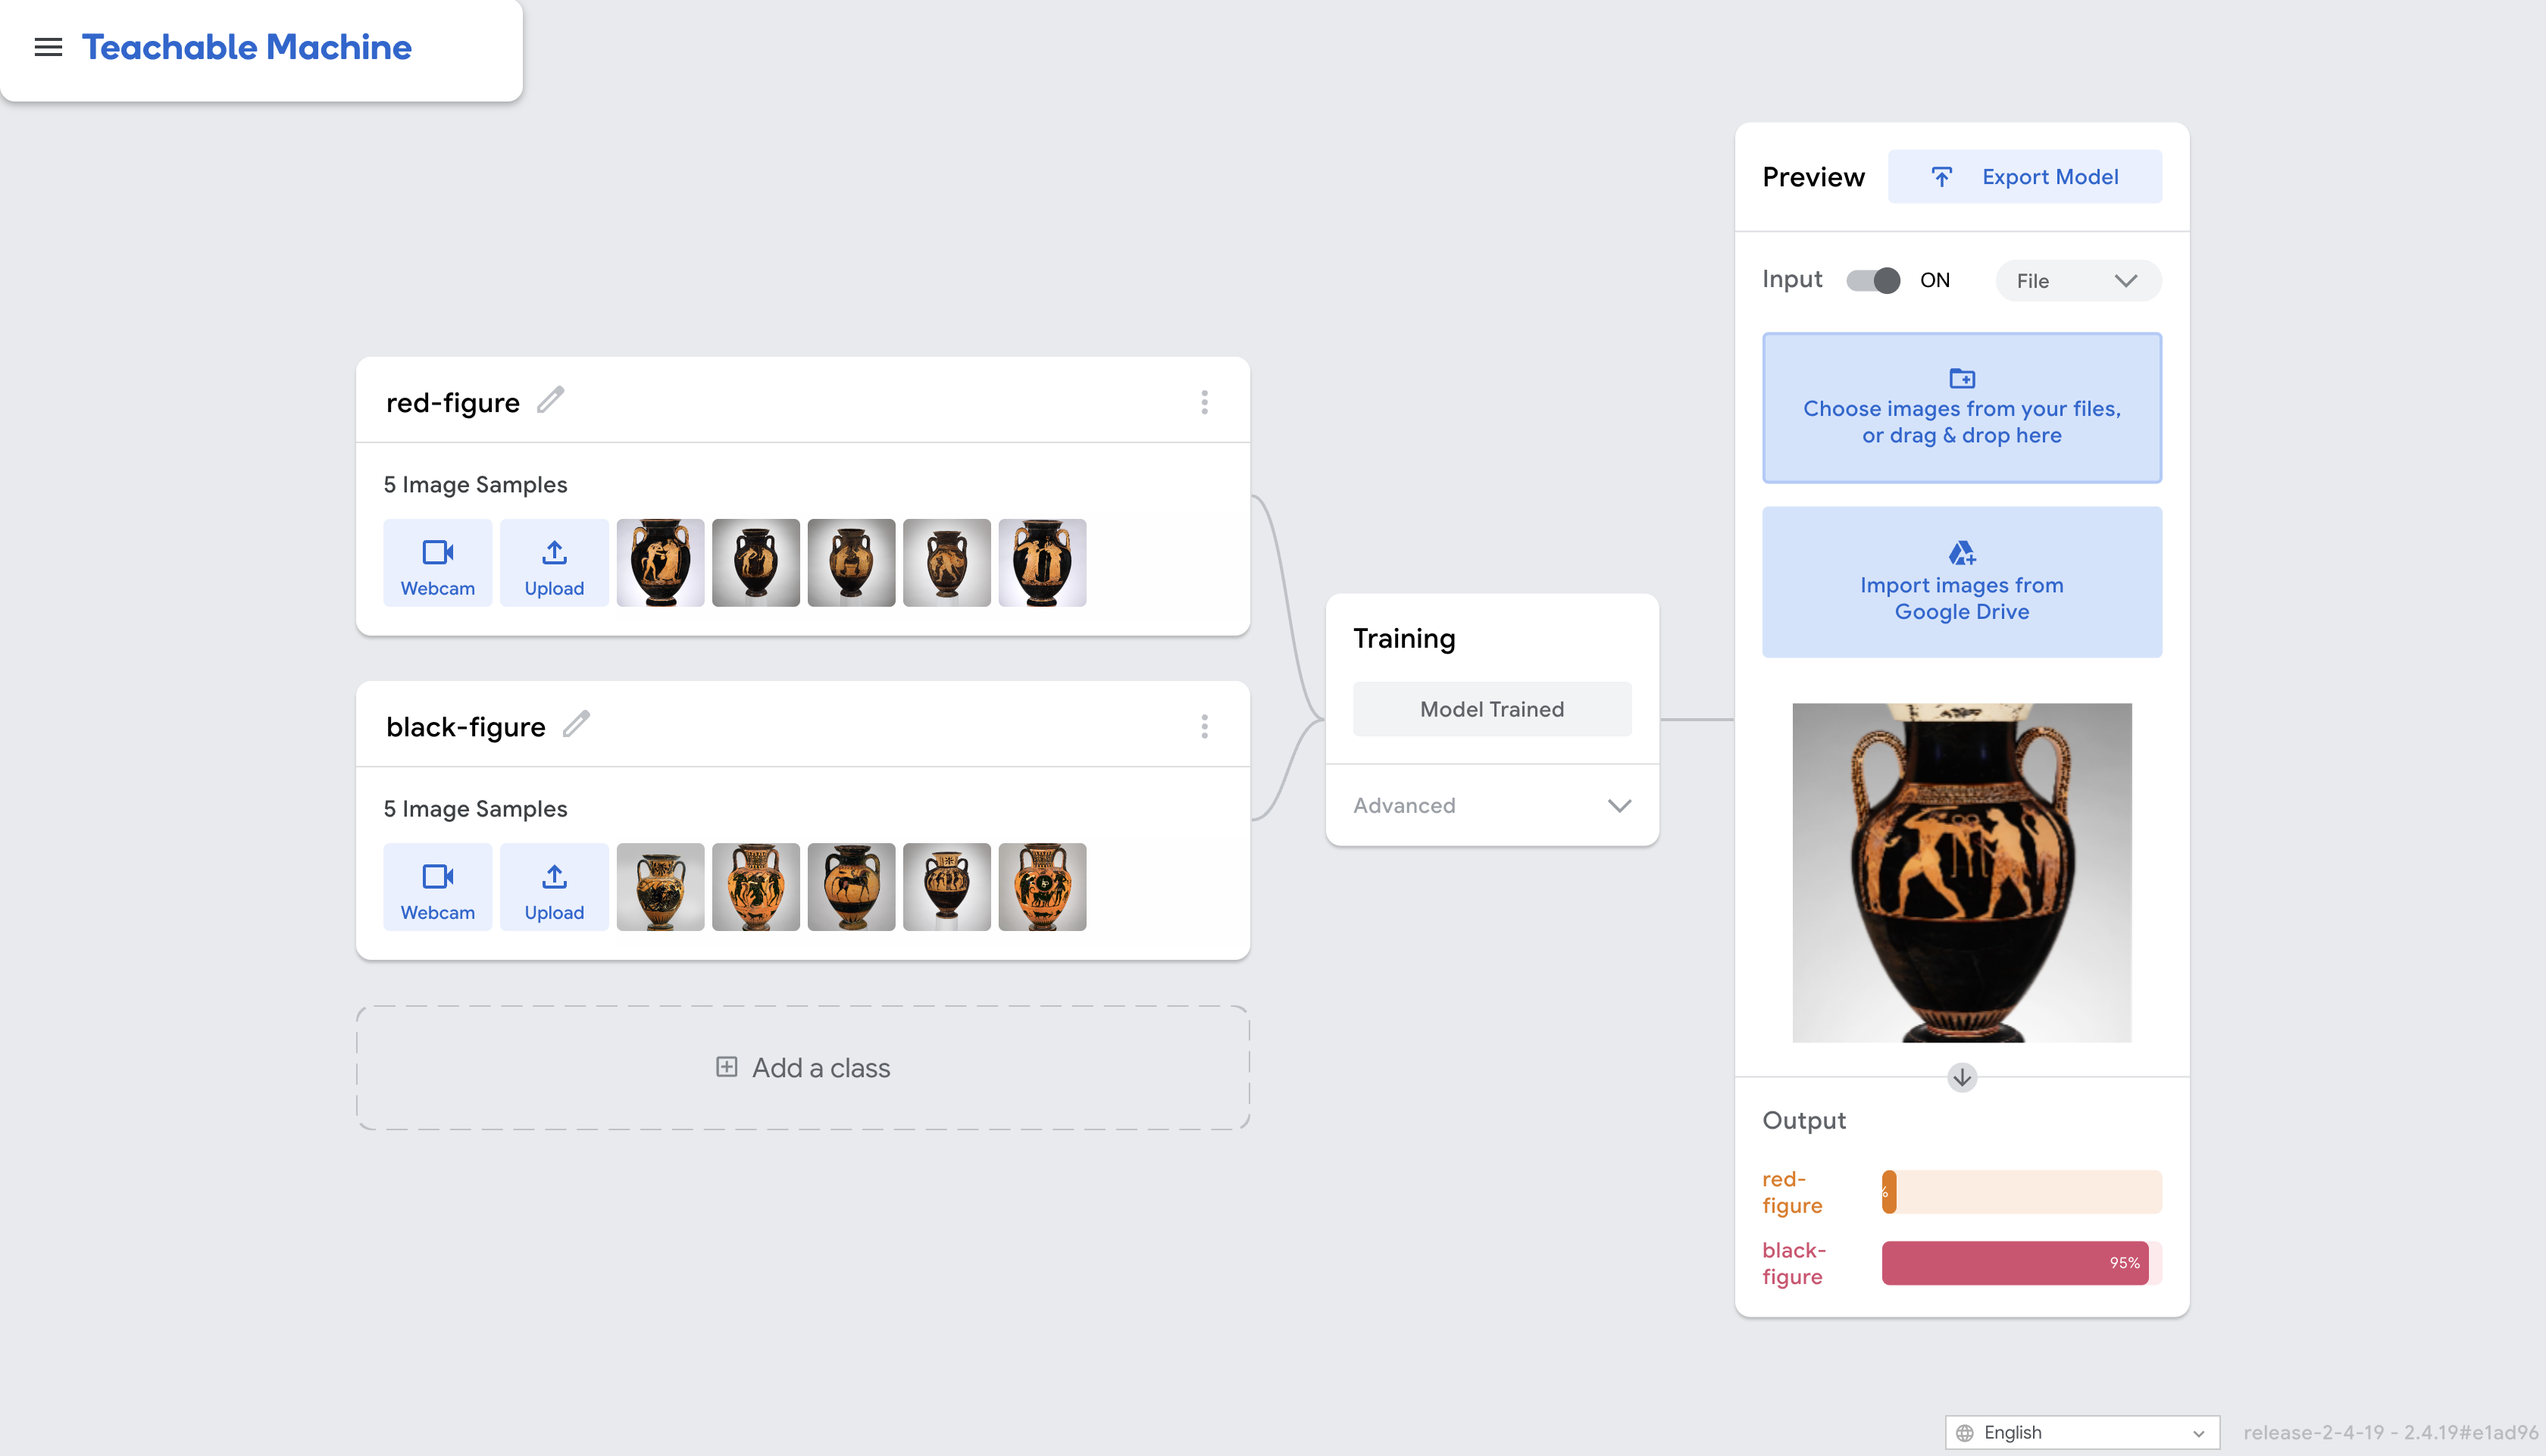 Teachable Machine
red-figure
5 Image Samples
Webcam
Upload
black-figure
5 Image Samples
Webcam
Upload
Add a class
Training
Model Trained
Advanced
Preview
Export Model
Input
ON
File
Choose images from your files,
or drag & drop here
Import images from
Google Drive
Output
red-
figure
%
black-
figure
95%
English
release-2-4-19 - 2.4.19#e1ad96